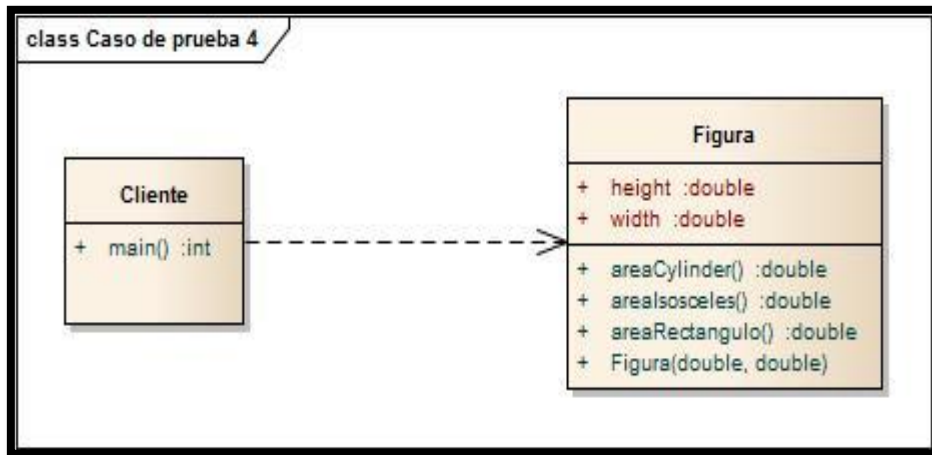 class Caso de prueba 4
Cliente
+ main() :int
Figura
+ height :double
+ width :double
+ areaCylinder() :double
+ areaIsosceles() :double
+ areaRectangulo() :double
+ Figura(double, double)